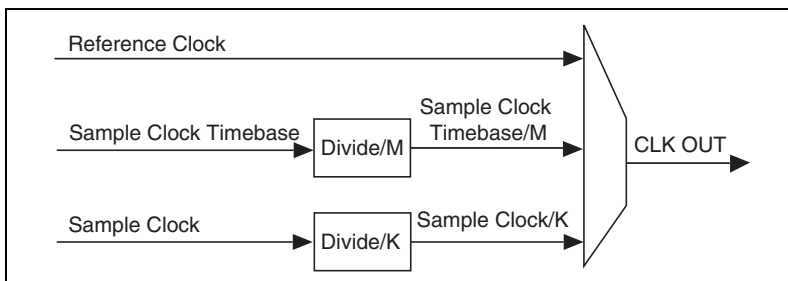 Reference Clock
Sample Clock Timebase
Divide/M
Sample Clock
Timebase/M
CLK OUT
Sample Clock
Divide/K
Sample Clock/K